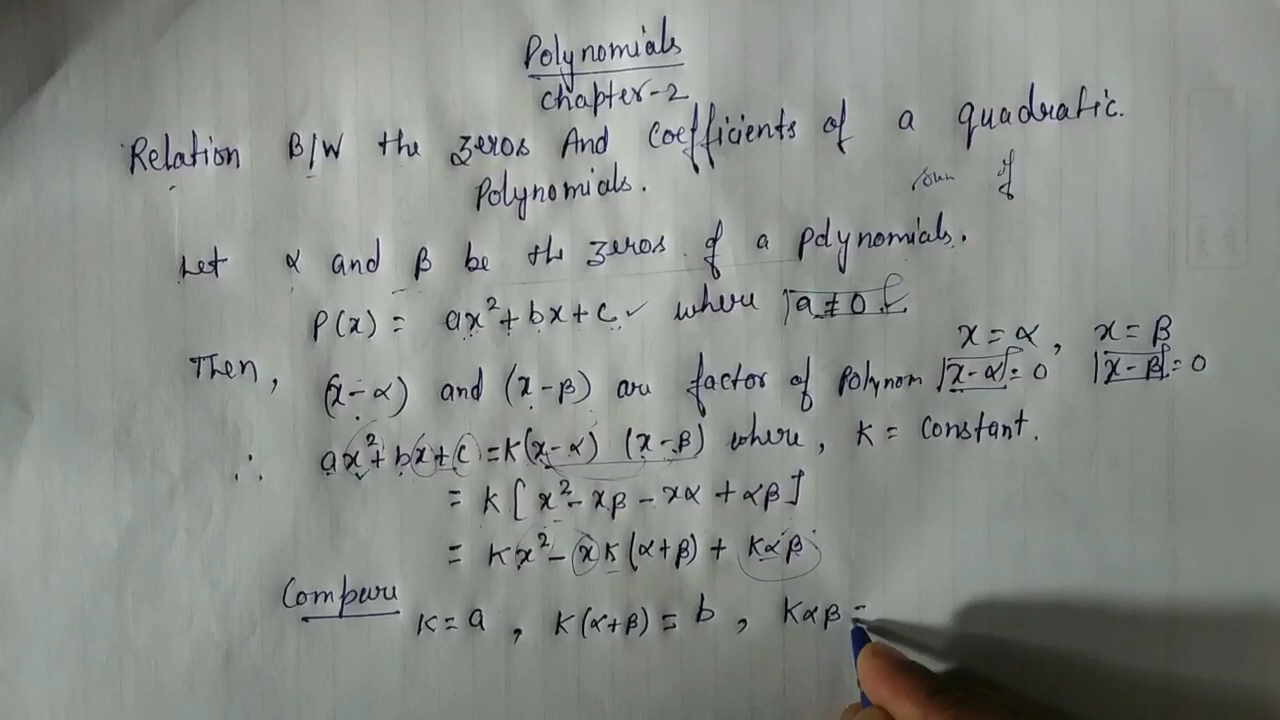 Polynomials
chapter-2
Relation B/W the zeros And coefficients of a quadratic.
Polynomials.
of
Let α and β be the zeros of a polynomials.
P(x) = ax²+bx+c where a≠0
x=α, x=β
Then, (x-α) and (x-β) are factor of Polynom x-α=0 x-β=0
∴ ax²+bx+c=K(x-α) (x-β) where, K = constant.
= K[x²-xβ-xα+αβ]
= Kx²-xK(α+β)+Kαβ
Compare
K=a, K(α+β)=b, Kαβ=